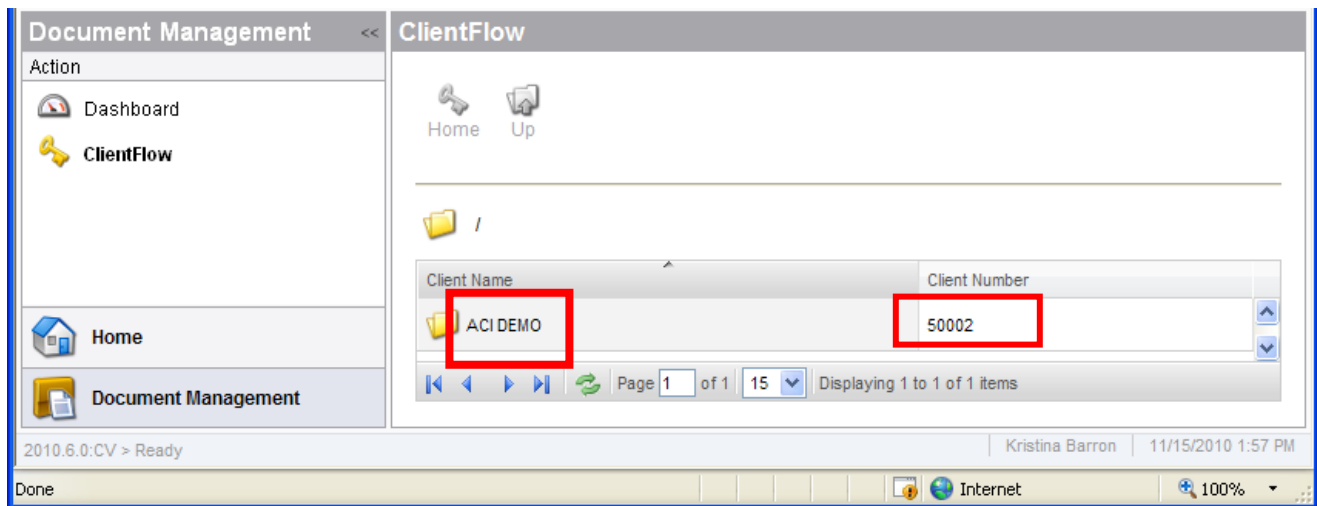 Document Management <<
Action
Dashboard
ClientFlow
Home
Document Management
ClientFlow
Home Up
/
Client Name Client Number
ACI DEMO 50002
Page 1 of 1 15 Displaying 1 to 1 of 1 items
2010.6.0:CV > Ready Kristina Barron 11/15/2010 1:57 PM
Done Internet 100%